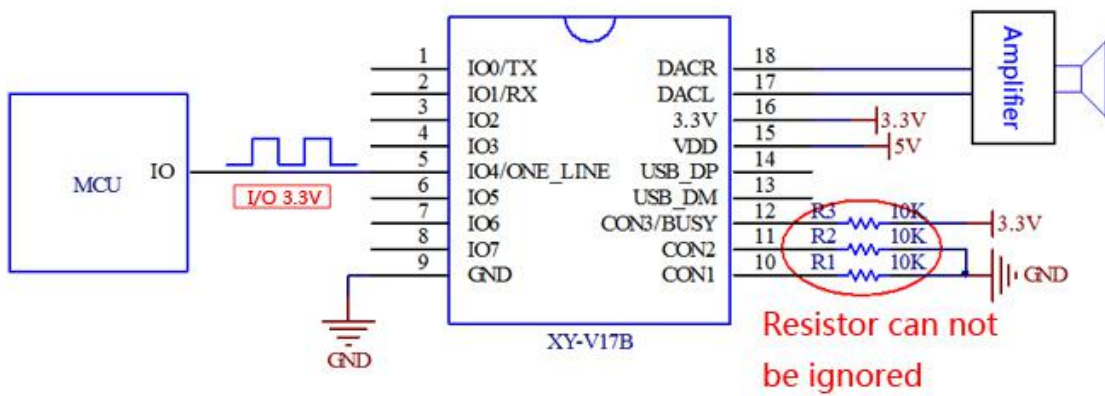 MCU
IO
I/O 3.3V
1
2
3
4
5
6
7
8
9
IO0/TX
IO1/RX
IO2
IO3
IO4/ONE_LINE
IO5
IO6
IO7
GND
GND
DACR
DACL
3.3V
VDD
USB_DP
USB_DM
CON3/BUSY
CON2
CON1
18
17
16
15
14
13
12
11
10
XY-V17B
Amplifier
3.3V
5V
R3 10K
3.3V
R2 10K
R1 10K
GND
Resistor can not
be ignored